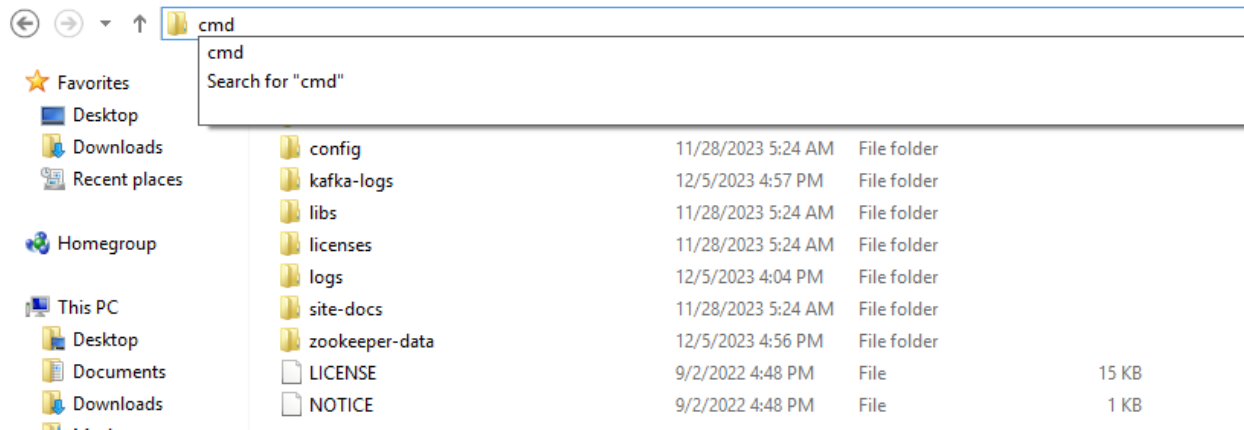 cmd
cmd
Search for "cmd"
Favorites
Desktop
Downloads
Recent places
Homegroup
This PC
Desktop
Documents
Downloads
config 11/28/2023 5:24 AM File folder
kafka-logs 12/5/2023 4:57 PM File folder
libs 11/28/2023 5:24 AM File folder
licenses 11/28/2023 5:24 AM File folder
logs 12/5/2023 4:04 PM File folder
site-docs 11/28/2023 5:24 AM File folder
zookeeper-data 12/5/2023 4:56 PM File folder
LICENSE 9/2/2022 4:48 PM File 15 KB
NOTICE 9/2/2022 4:48 PM File 1 KB